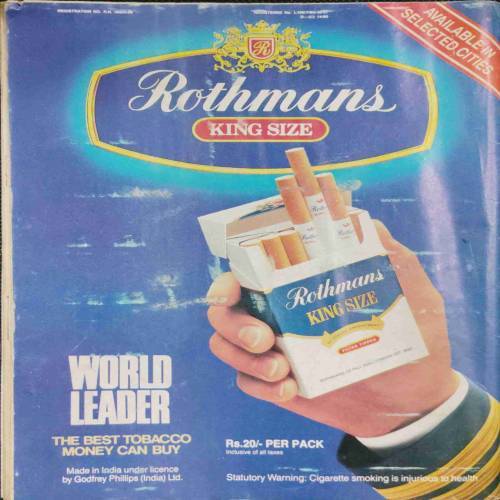 AVAILABLE IN
SELECTED CITIES
R
Rothmans
KING SIZE
Rothmans
KING SIZE
FILTER TIPPED
WORLD
LEADER
THE BEST TOBACCO
MONEY CAN BUY
Made in India under licence
by Godfrey Phillips (India) Ltd.
Rs.20/- PER PACK
Inclusive of all taxes
Statutory Warning: Cigarette smoking is injurious to health